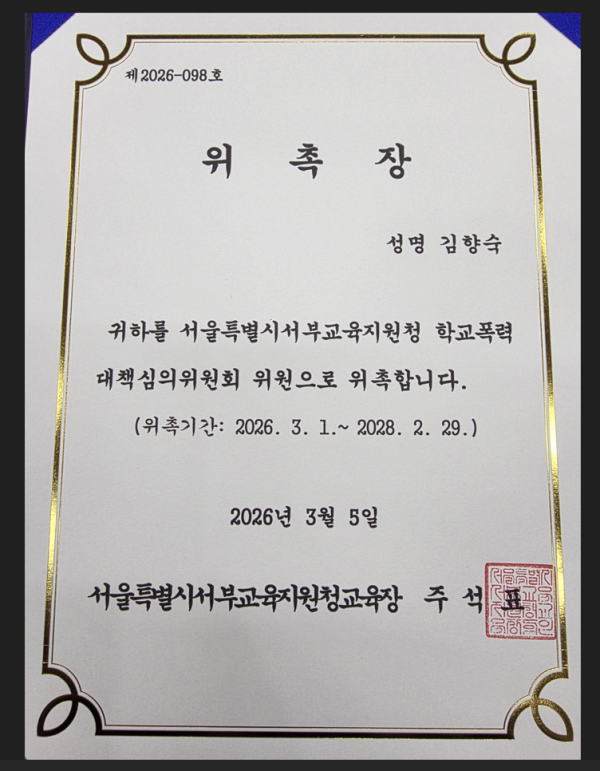 제2026-098호
위 촉 장
성명 김향숙
귀하를 서울특별시서부교육지원청 학교폭력
대책심의위원회 위원으로 위촉합니다.
(위촉기간: 2026. 3. 1.~ 2028. 2. 29.)
2026년 3월 5일
서울특별시서부교육지원청교육장 주 석 표